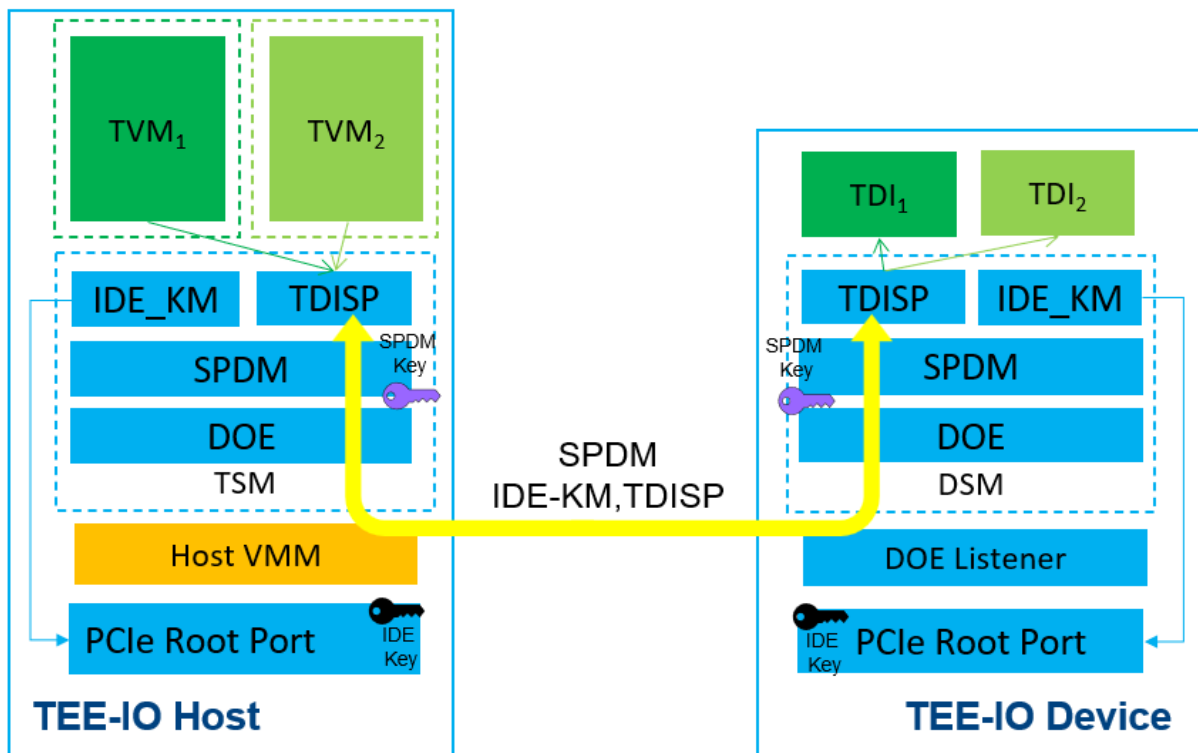 TVM₁
TVM₂
IDE_KM
TDISP
SPDM
Key
SPDM
DOE
TSM
Host VMM
PCIe Root Port
IDE
Key
TEE-IO Host
SPDM
IDE-KM,TDISP
TDI₁
TDI₂
TDISP
IDE_KM
SPDM
Key
SPDM
DOE
DSM
DOE Listener
IDE
Key
PCIe Root Port
TEE-IO Device